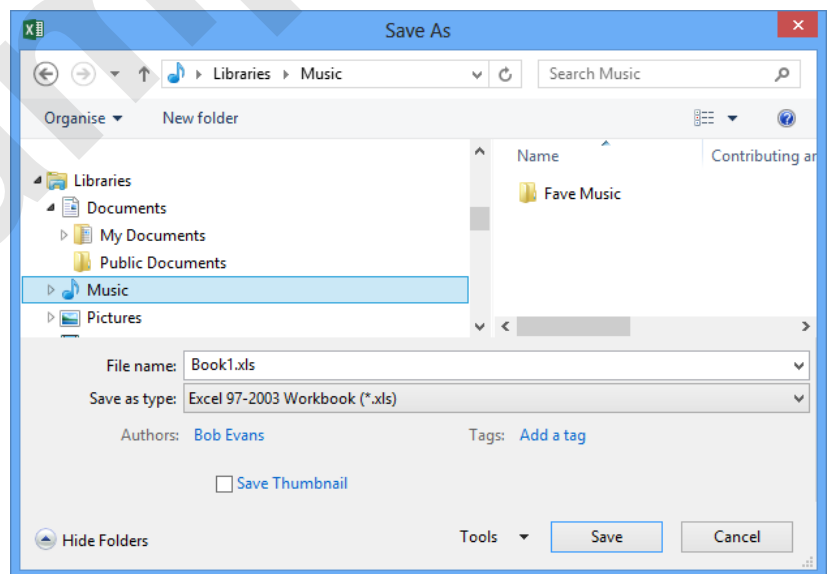 Save As
Libraries ▸ Music
Search Music
Organise
New folder
Name
Contributing ar
Libraries
Documents
My Documents
Public Documents
Music
Pictures
Fave Music
File name: Book1.xls
Save as type: Excel 97-2003 Workbook (*.xls)
Authors: Bob Evans
Tags: Add a tag
Save Thumbnail
Hide Folders
Tools
Save
Cancel